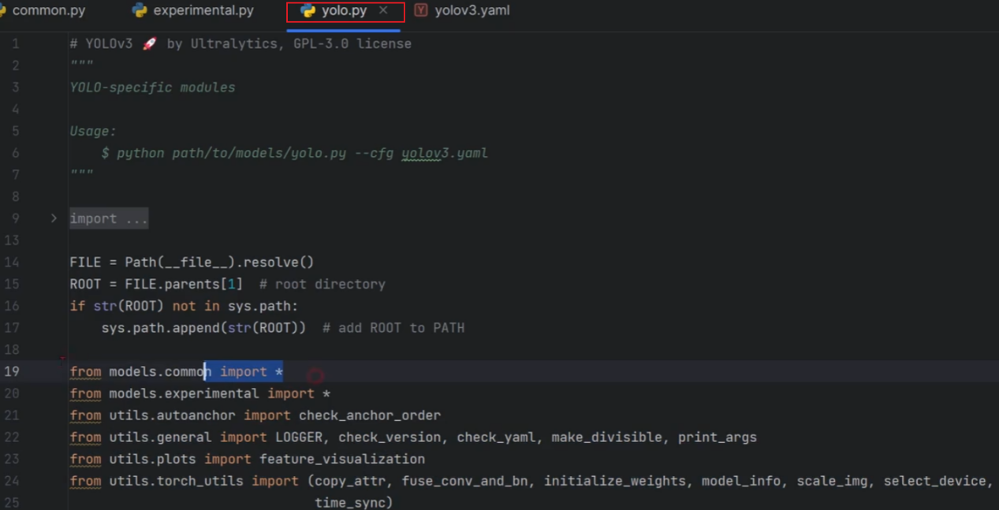 common.py experimental.py yolo.py × Y yolov3.yaml
1 # YOLOv3 🚀 by Ultralytics, GPL-3.0 license
2 """
3 YOLO-specific modules
4
5 Usage:
6 $ python path/to/models/yolo.py --cfg yolov3.yaml
7 """
8
9 > import ...
13
14 FILE = Path(__file__).resolve()
15 ROOT = FILE.parents[1]  # root directory
16 if str(ROOT) not in sys.path:
17 sys.path.append(str(ROOT))  # add ROOT to PATH
18
19 from models.common import *
20 from models.experimental import *
21 from utils.autoanchor import check_anchor_order
22 from utils.general import LOGGER, check_version, check_yaml, make_divisible, print_args
23 from utils.plots import feature_visualization
24 from utils.torch_utils import (copy_attr, fuse_conv_and_bn, initialize_weights, model_info, scale_img, select_device,
25 time_sync)